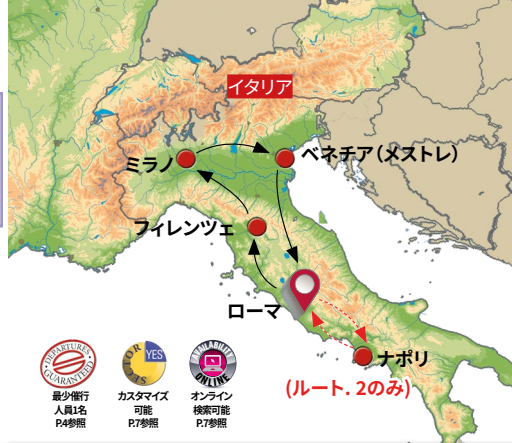 イタリア
ミラノ
ベネチア（メストレ）
フィレンツェ
ローマ
ナポリ
(ルート. 2のみ)
DEPARTURES
GUARANTEED
SECTOR
YES
AVAILABILITY
ONLINE
最少催行
人員1名
P.4参照
カスタマイズ
可能
P.7参照
オンライン
検索可能
P.7参照